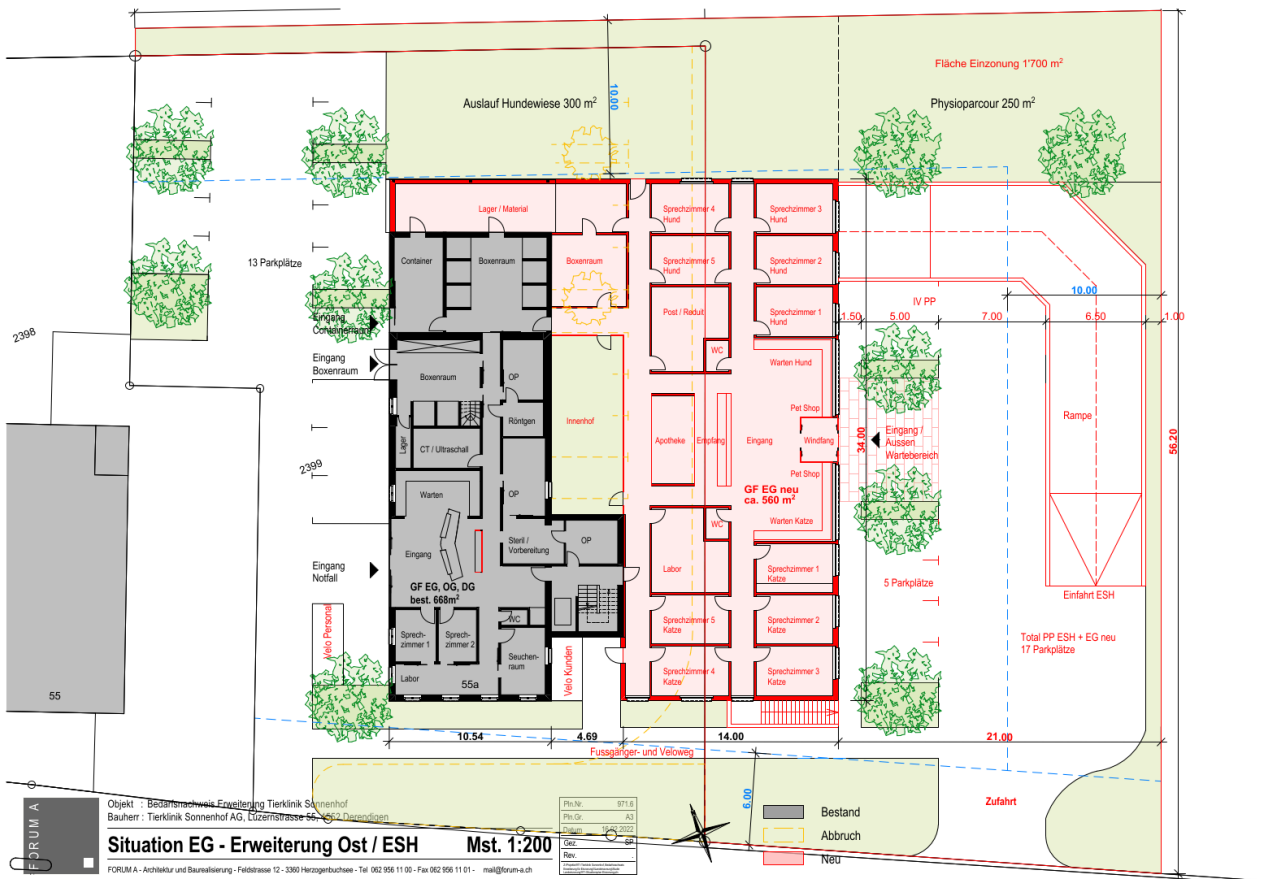 Fläche Einzonung 1'700 m²
Auslauf Hundewiese 300 m²
Physioparcour 250 m²
10.00
Lager / Material
Sprechzimmer 4
Hund
Sprechzimmer 3
Hund
13 Parkplätze
Container
Boxenraum
Boxenraum
Sprechzimmer 5
Hund
Sprechzimmer 2
Hund
10.00
IV PP
Eingang
Containerraum
Post / Reduit
Sprechzimmer 1
Hund
1.50
5.00
7.00
6.50
1.00
2398
Eingang
Boxenraum
Boxenraum
OP
WC
Warten Hund
Pet Shop
Röntgen
Innenhof
Apotheke
Empfang
Eingang
Windfang
34.00
Eingang /
Aussen
Wartebereich
Rampe
56.20
Lager
CT / Ultraschall
2399
Pet Shop
GF EG neu
ca. 560 m²
Warten
OP
Warten Katze
WC
Eingang
Steril /
Vorbereitung
OP
Eingang
Notfall
GF EG, OG, DG
best. 668m²
Labor
Sprechzimmer 1
Katze
5 Parkplätze
Einfahrt ESH
Velo Personal
WC
Sprech-
zimmer 1
Sprech-
zimmer 2
Sprechzimmer 5
Katze
Sprechzimmer 2
Katze
Total PP ESH + EG neu
17 Parkplätze
Seuchen-
raum
Labor
55a
Velo Kunden
Sprechzimmer 4
Katze
Sprechzimmer 3
Katze
55
10.54
4.69
14.00
21.00
Fussgänger- und Veloweg
6.00
Zufahrt
FORUM A
Objekt : Bedarfsnachweis Erweiterung Tierklinik Sonnenhof
Bauherr : Tierklinik Sonnenhof AG, Luzernstrasse 55, 4552 Derendigen
Situation EG - Erweiterung Ost / ESH Mst. 1:200
FORUM A - Architektur und Baurealisierung - Feldstrasse 12 - 3360 Herzogenbuchsee - Tel 062 956 11 00 - Fax 062 956 11 01 - mail@forum-a.ch
Pln.Nr. 971.6
Pln.Gr. A3
Datum 16.02.2022
Gez. SP
Rev. .
Bestand
Abbruch
Neu